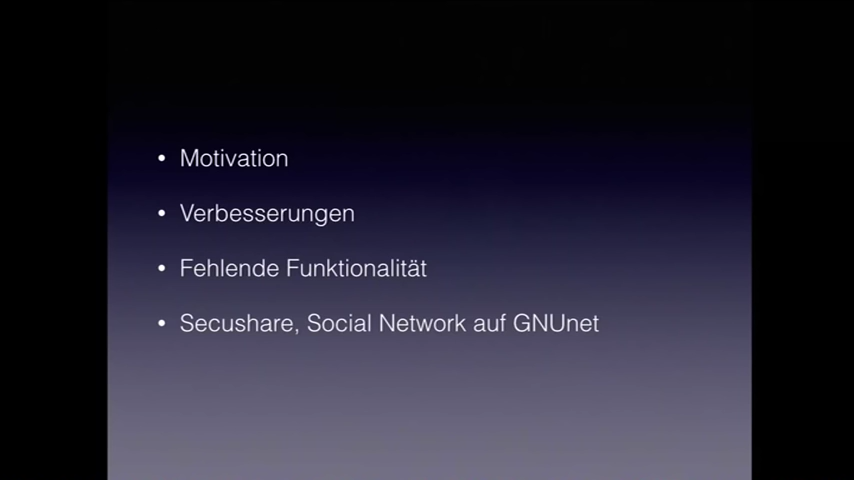 • Motivation
• Verbesserungen
• Fehlende Funktionalität
• Secushare, Social Network auf GNUnet